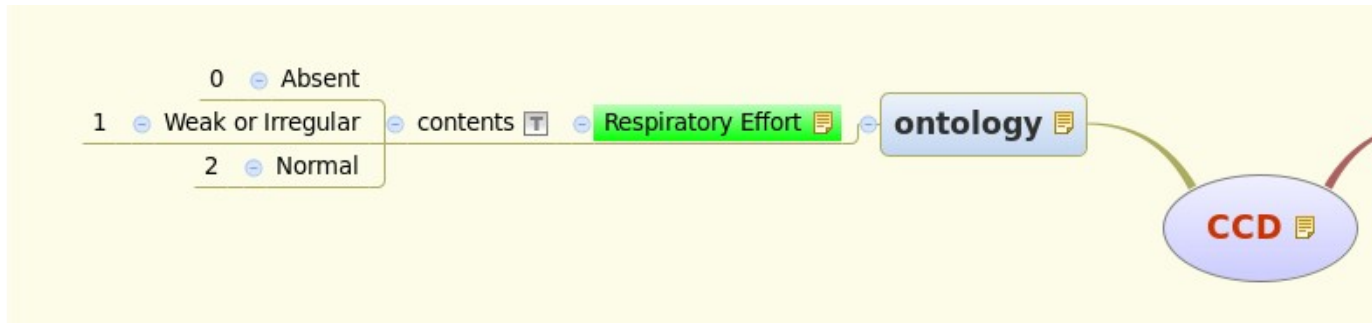 0 Absent
1 Weak or Irregular contents T Respiratory Effort ontology
2 Normal
CCD